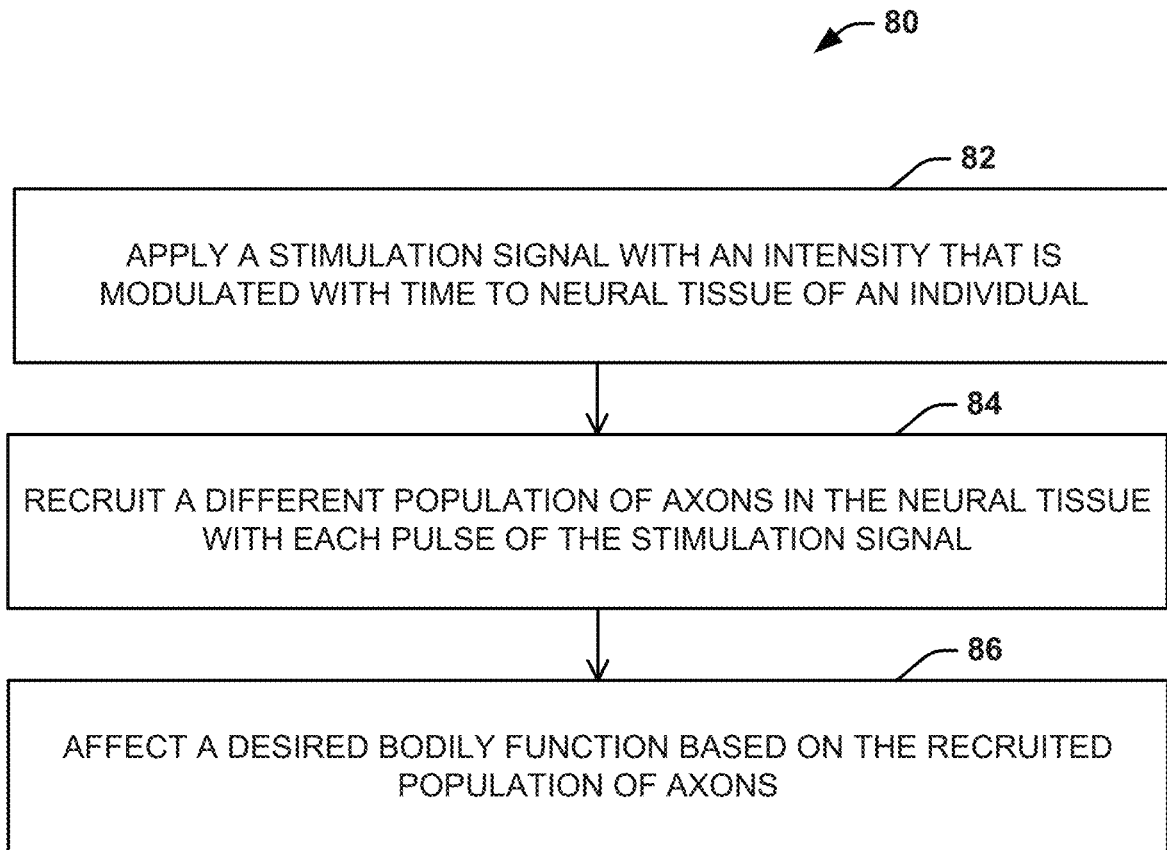 80
82
APPLY A STIMULATION SIGNAL WITH AN INTENSITY THAT IS
MODULATED WITH TIME TO NEURAL TISSUE OF AN INDIVIDUAL
84
RECRUIT A DIFFERENT POPULATION OF AXONS IN THE NEURAL TISSUE
WITH EACH PULSE OF THE STIMULATION SIGNAL
86
AFFECT A DESIRED BODILY FUNCTION BASED ON THE RECRUITED
POPULATION OF AXONS